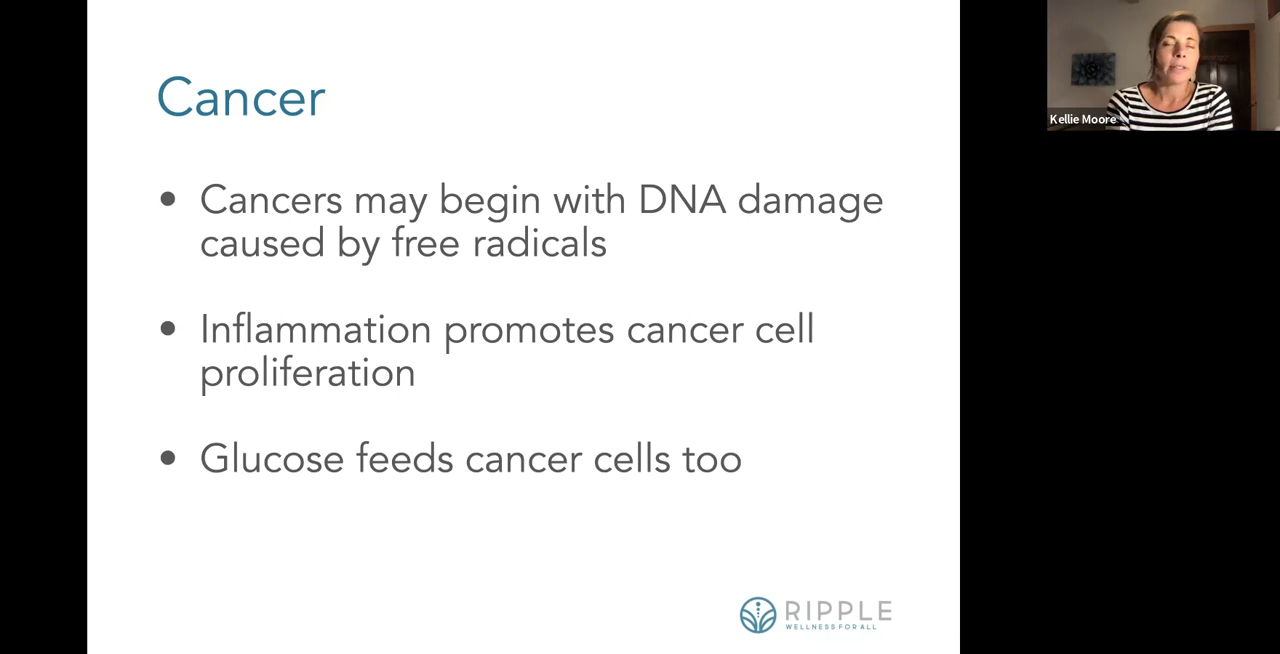 Cancer
• Cancers may begin with DNA damage
caused by free radicals
• Inflammation promotes cancer cell
proliferation
• Glucose feeds cancer cells too
RIPPLE
WELLNESS FOR ALL
Kellie Moore